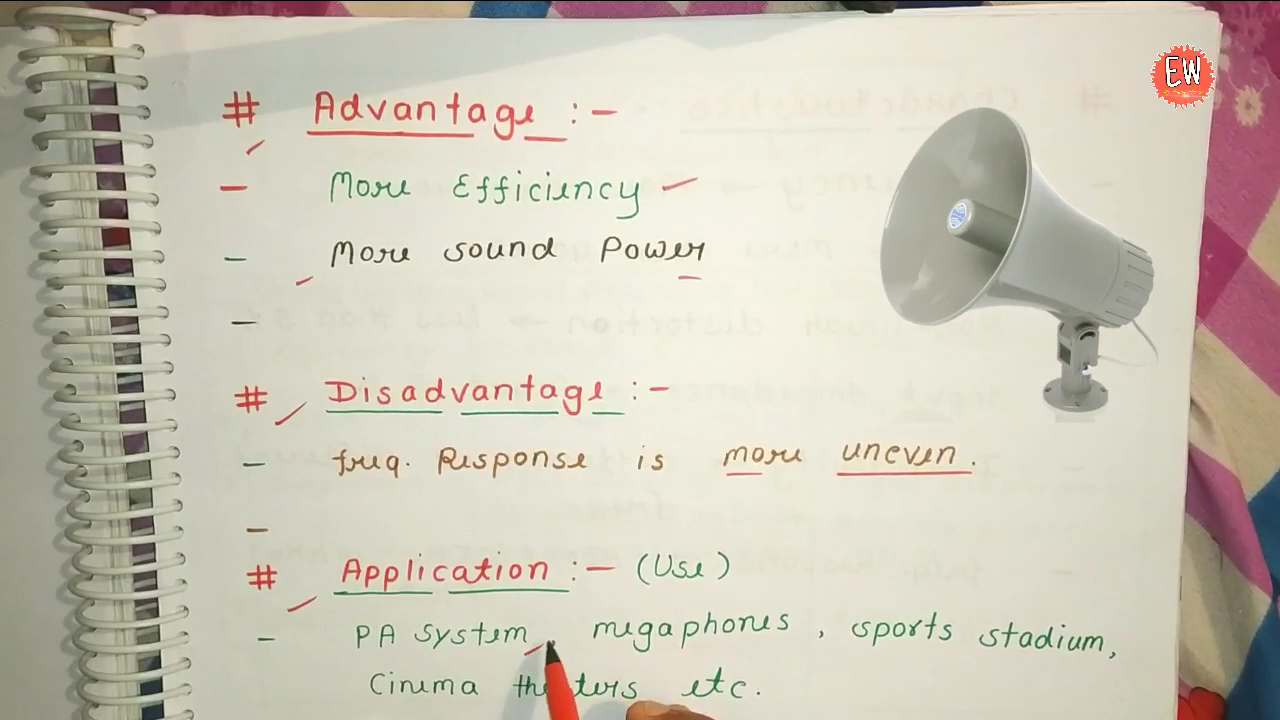 EW
# Advantage :-
- More Efficiency -
- More sound Power
-
# Disadvantage :-
- freq. Response is more uneven.
-
# Application :- (Use)
- PA System, megaphones, sports stadium,
Cinema theaters etc.